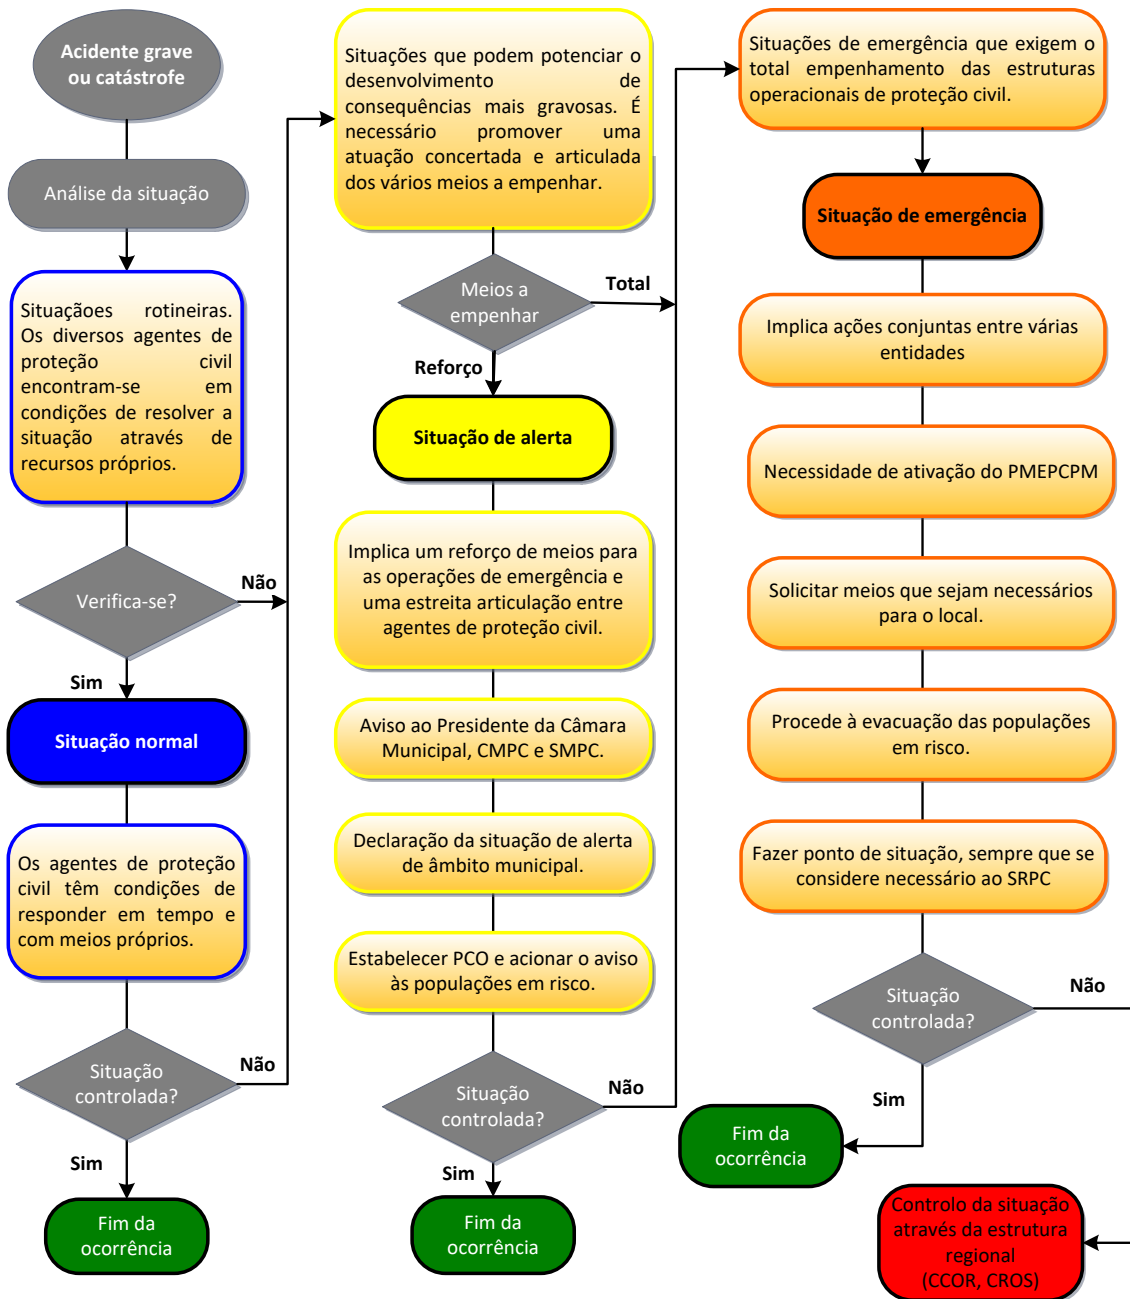 Acidente grave
ou catástrofe
Análise da situação
Situaçãoes rotineiras.
Os diversos agentes de
proteção civil
encontram-se em
condições de resolver a
situação através de
recursos próprios.
Verifica-se?
Não
Sim
Situação normal
Os agentes de proteção
civil têm condições de
responder em tempo e
com meios próprios.
Situação
controlada?
Não
Sim
Fim da
ocorrência
Situações que podem potenciar o
desenvolvimento de
consequências mais gravosas. É
necessário promover uma
atuação concertada e articulada
dos vários meios a empenhar.
Meios a
empenhar
Total
Reforço
Situação de alerta
Implica um reforço de meios para
as operações de emergência e
uma estreita articulação entre
agentes de proteção civil.
Aviso ao Presidente da Câmara
Municipal, CMPC e SMPC.
Declaração da situação de alerta
de âmbito municipal.
Estabelecer PCO e acionar o aviso
às populações em risco.
Situação
controlada?
Não
Sim
Fim da
ocorrência
Situações de emergência que exigem o
total empenhamento das estruturas
operacionais de proteção civil.
Situação de emergência
Implica ações conjuntas entre várias
entidades
Necessidade de ativação do PMEPCPM
Solicitar meios que sejam necessários
para o local.
Procede à evacuação das populações
em risco.
Fazer ponto de situação, sempre que se
considere necessário ao SRPC
Situação
controlada?
Não
Sim
Fim da
ocorrência
Controlo da situação
através da estrutura
regional
(CCOR, CROS)